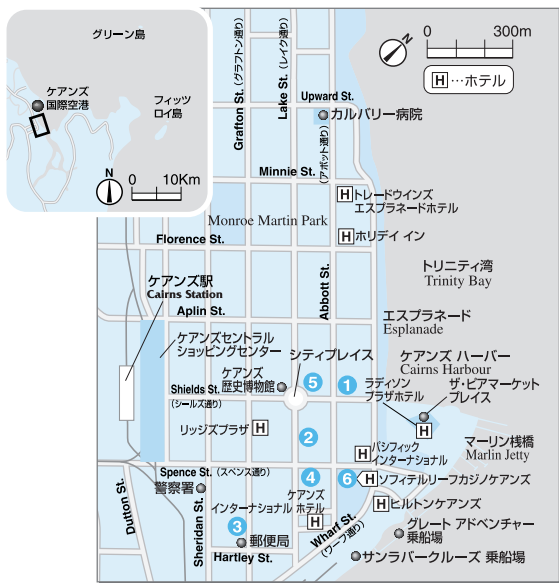 グリーン島
ケアンズ
国際空港
フィッツ
ロイ島
N
0 10Km
N
0 300m
H…ホテル
Grafton St. (グラフトン通り)
Lake St. (レイク通り)
Upward St.
カルバリー病院
(アボット通り)
Minnie St.
H トレードウインズ
エスプラネードホテル
Monroe Martin Park
H ホリデイ イン
Florence St.
Abbott St.
トリニティ湾
Trinity Bay
ケアンズ駅
Cairns Station
Aplin St.
エスプラネード
Esplanade
ケアンズセントラル
ショッピングセンター
シティプレイス
ケアンズ ハーバー
Cairns Harbour
ケアンズ
歴史博物館
5
1
ラディソン
プラザホテル
H
ザ・ピアマーケット
プレイス
Shields St.
(シールズ通り)
リッジズプラザ H
2
マーリン桟橋
Marlin Jetty
H パシフィック
インターナショナル
Spence St. (スペンス通り)
4
6
H ソフィテルリーフカジノケアンズ
警察署
Dutton St.
Sheridan St.
ケアンズ
インターナショナル ホテル
H
H ヒルトンケアンズ
3
郵便局
Wharf St.
(ワーフ通り)
グレート アドベンチャー
乗船場
Hartley St.
サンラバークルーズ 乗船場